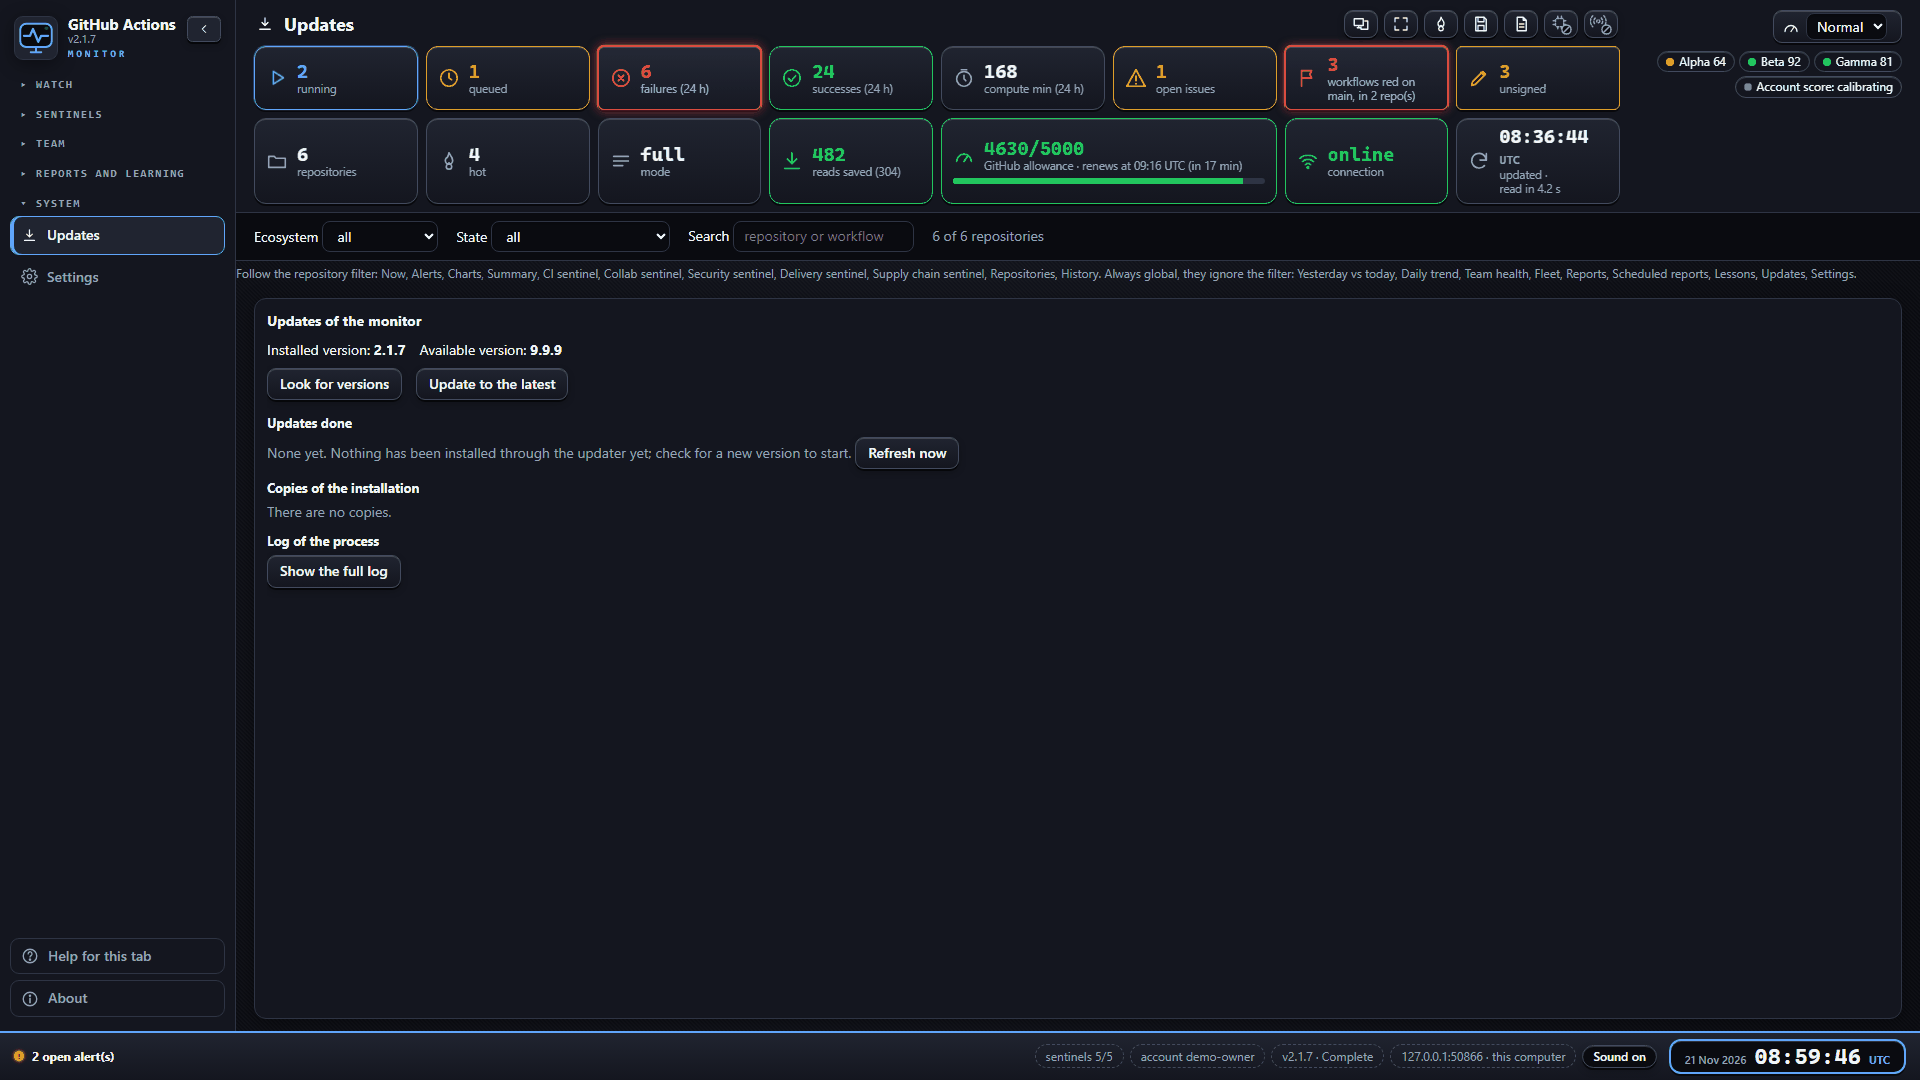 GitHub Actions
v2.1.7
MONITOR
WATCH
SENTINELS
TEAM
REPORTS AND LEARNING
SYSTEM
Updates
Settings
Help for this tab
About
Updates
Normal
2
running
1
queued
6
failures (24 h)
24
successes (24 h)
168
compute min (24 h)
1
open issues
3
workflows red on
main, in 2 repo(s)
3
unsigned
Alpha 64
Beta 92
Gamma 81
Account score: calibrating
6
repositories
4
hot
full
mode
482
reads saved (304)
4630/5000
GitHub allowance · renews at 09:16 UTC (in 17 min)
online
connection
08:36:44
UTC
updated ·
read in 4.2 s
Ecosystem all State all Search repository or workflow 6 of 6 repositories
Follow the repository filter: Now, Alerts, Charts, Summary, CI sentinel, Collab sentinel, Security sentinel, Delivery sentinel, Supply chain sentinel, Repositories, History. Always global, they ignore the filter: Yesterday vs today, Daily trend, Team health, Fleet, Reports, Scheduled reports, Lessons, Updates, Settings.
Updates of the monitor
Installed version: 2.1.7 Available version: 9.9.9
Look for versions Update to the latest
Updates done
None yet. Nothing has been installed through the updater yet; check for a new version to start. Refresh now
Copies of the installation
There are no copies.
Log of the process
Show the full log
2 open alert(s)
sentinels 5/5
account demo-owner
v2.1.7 · Complete
127.0.0.1:50866 · this computer
Sound on
21 Nov 2026 08:59:46 UTC